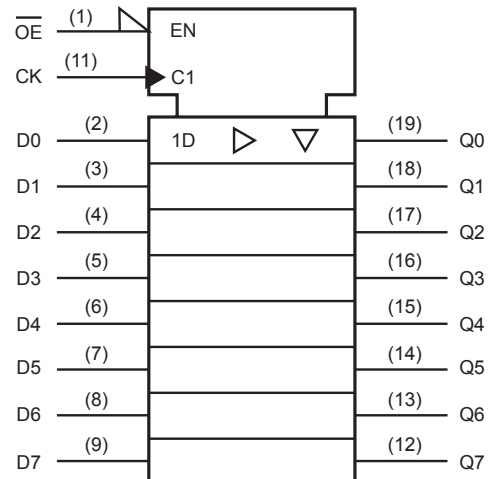 O̅E̅ (1) EN
CK (11) C1
D0 (2) 1D (19) Q0
D1 (3) (18) Q1
D2 (4) (17) Q2
D3 (5) (16) Q3
D4 (6) (15) Q4
D5 (7) (14) Q5
D6 (8) (13) Q6
D7 (9) (12) Q7